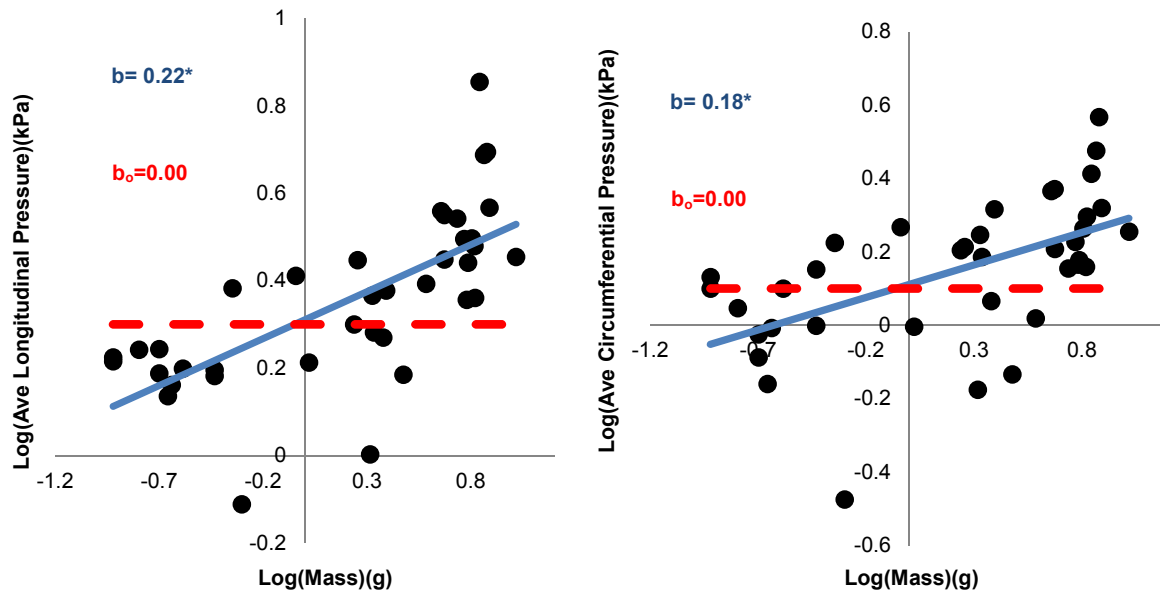 Log(Ave Longitudinal Pressure)(kPa)
1
0.8
0.6
0.4
0.2
0
-0.2
b= 0.22*
bₒ=0.00
-1.2 -0.7 -0.2 0.3 0.8
Log(Mass)(g)
Log(Ave Circumferential Pressure)(kPa)
0.8
0.6
0.4
0.2
0
-0.2
-0.4
-0.6
b= 0.18*
bₒ=0.00
-1.2 -0.7 -0.2 0.3 0.8
Log(Mass)(g)